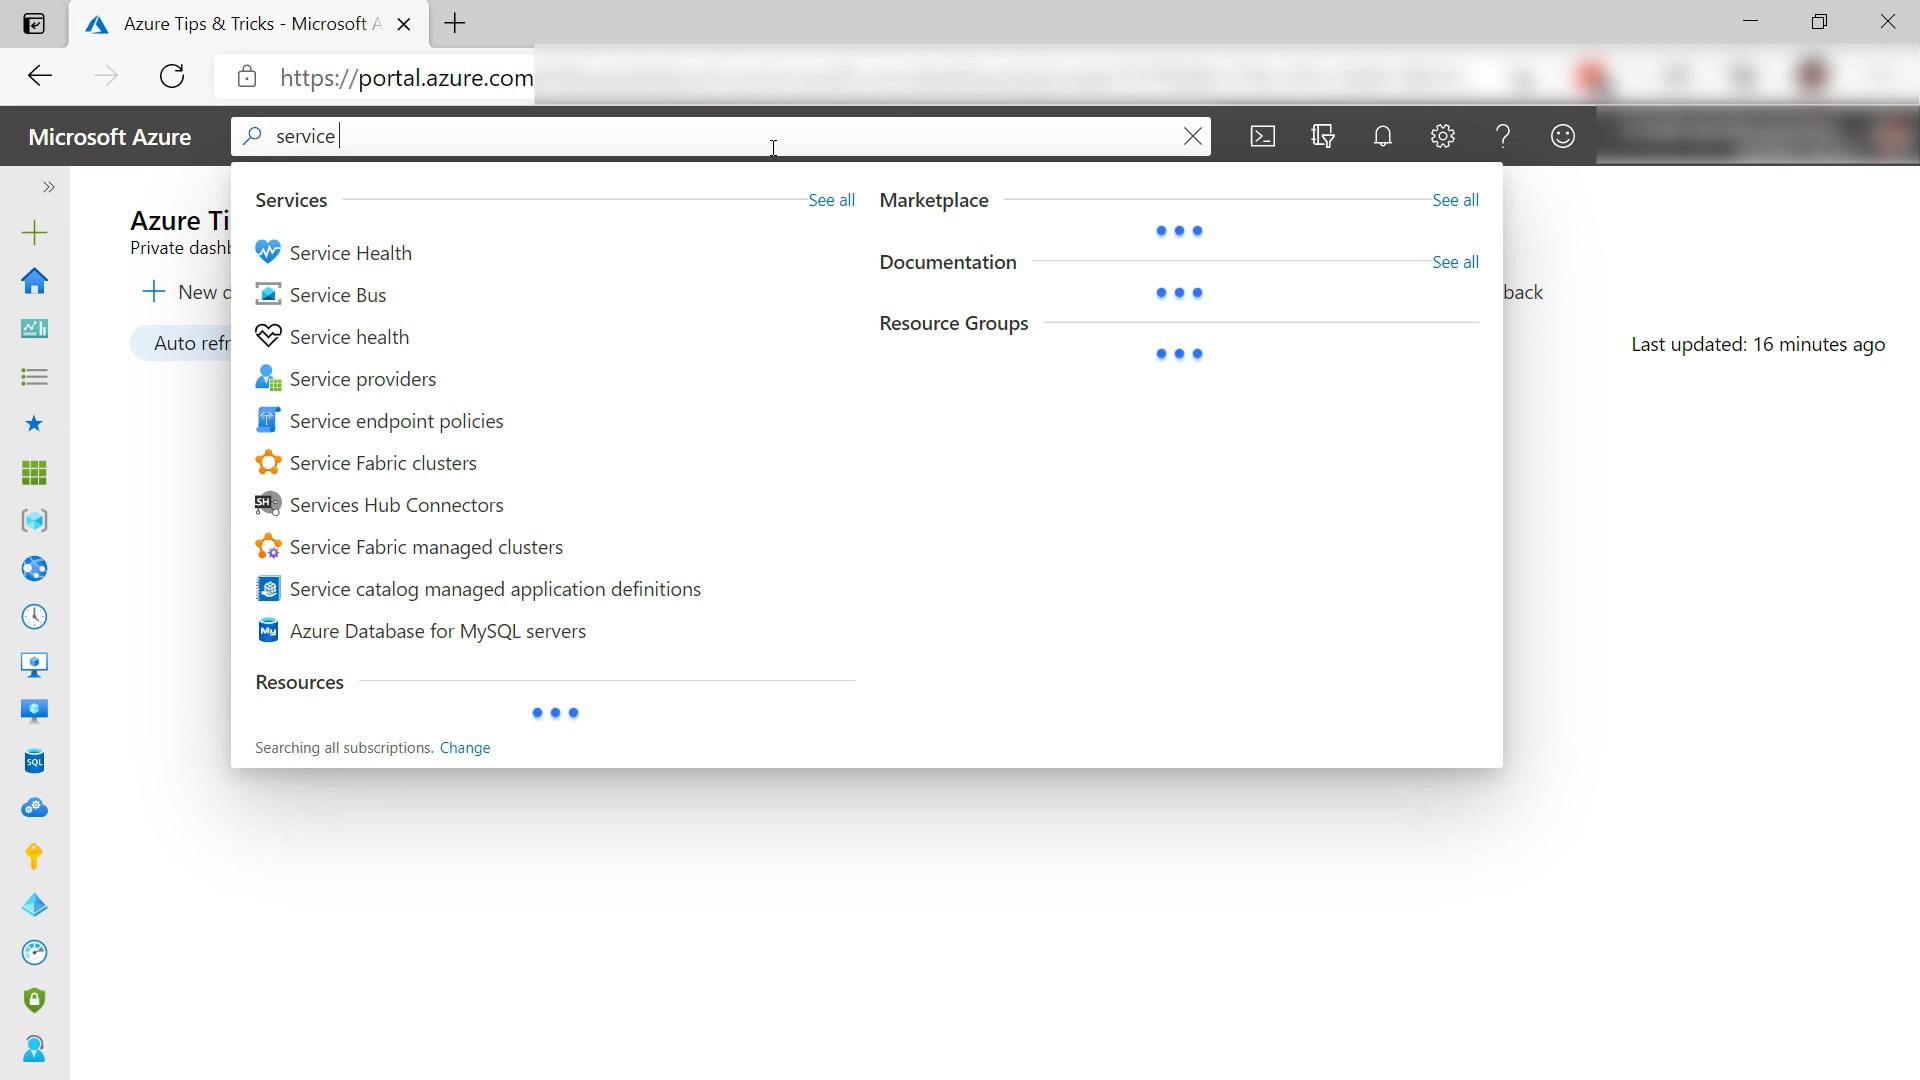 Azure Tips & Tricks - Microsoft A
https://portal.azure.com
Microsoft Azure
service
Azure Ti
Private dashb
New d
back
Auto refr
Last updated: 16 minutes ago
Services
See all
Service Health
Service Bus
Service health
Service providers
Service endpoint policies
Service Fabric clusters
SH
Services Hub Connectors
Service Fabric managed clusters
Service catalog managed application definitions
My
Azure Database for MySQL servers
Resources
Searching all subscriptions. Change
Marketplace
See all
Documentation
See all
Resource Groups
SQL